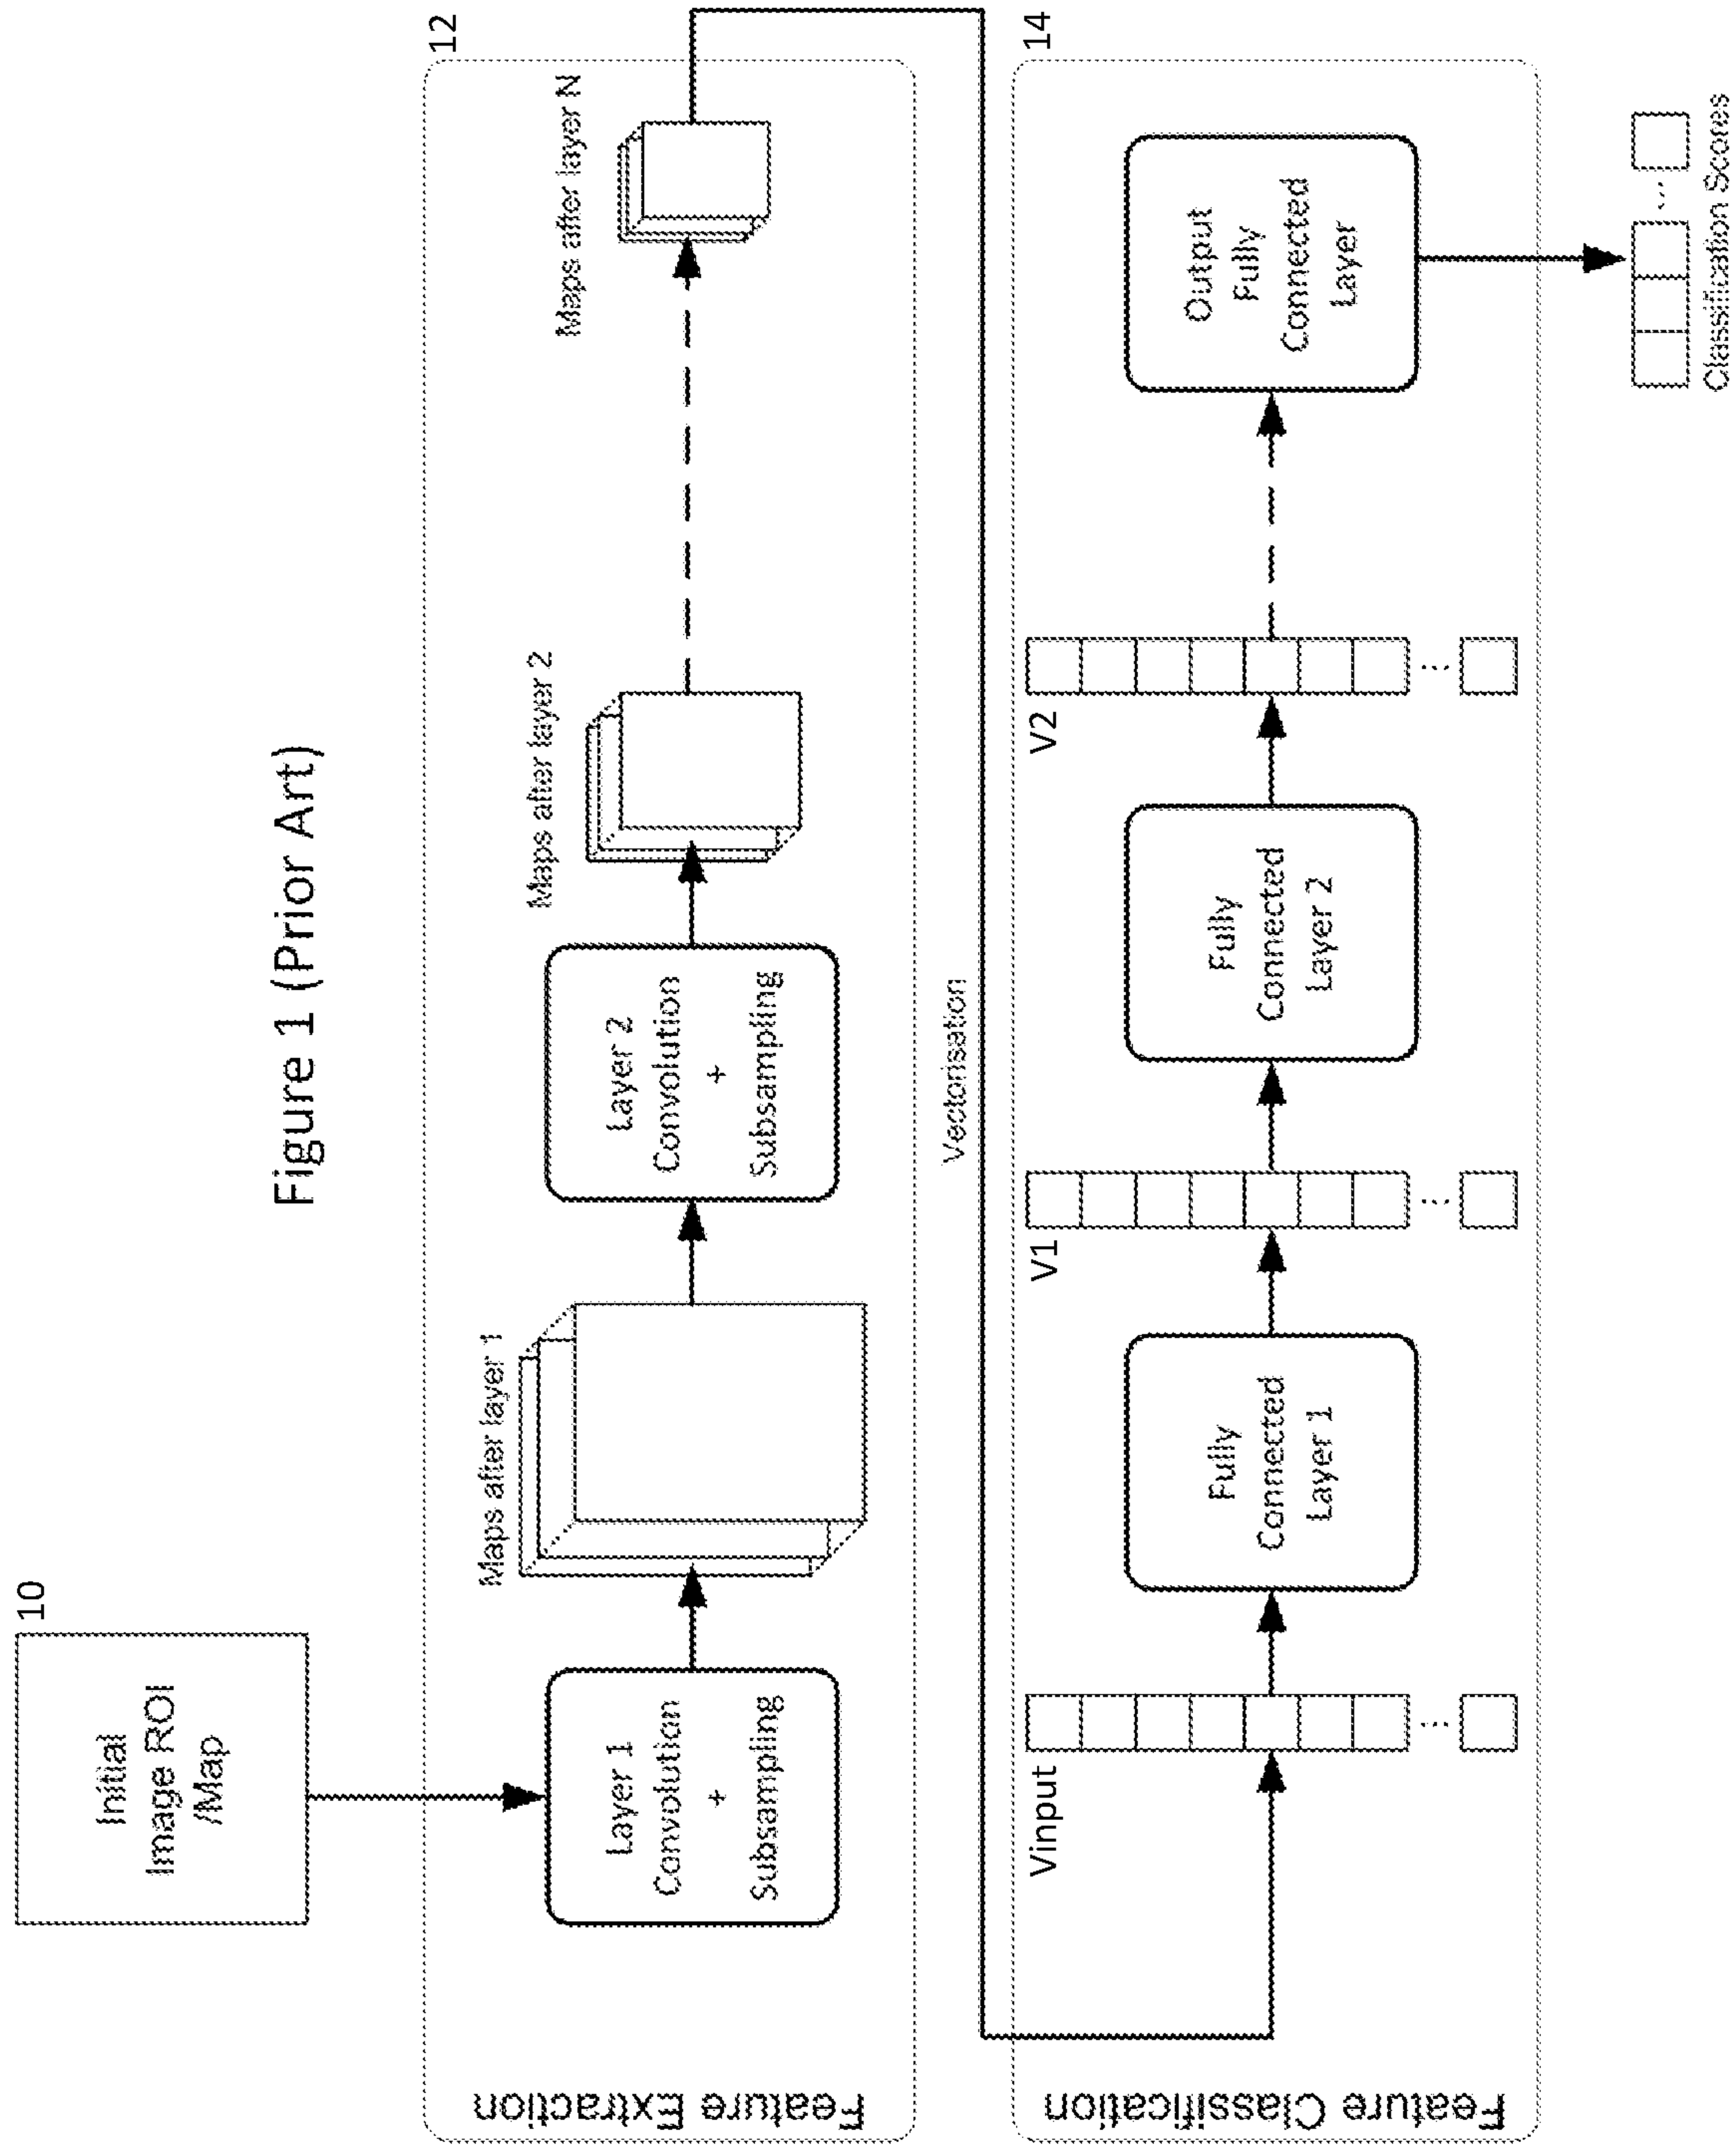 Figure 1 (Prior Art)
10
Initial
Image ROI
/Map
12
Feature Extraction
Layer 1
Convolution
+
Subsampling
Maps after layer 1
Layer 2
Convolution
+
Subsampling
Maps after layer 2
Maps after layer N
Vectorisation
14
Feature Classification
Vinput
...
Fully
Connected
Layer 1
V1
...
Fully
Connected
Layer 2
V2
...
Output
Fully
Connected
Layer
...
Classification Scores